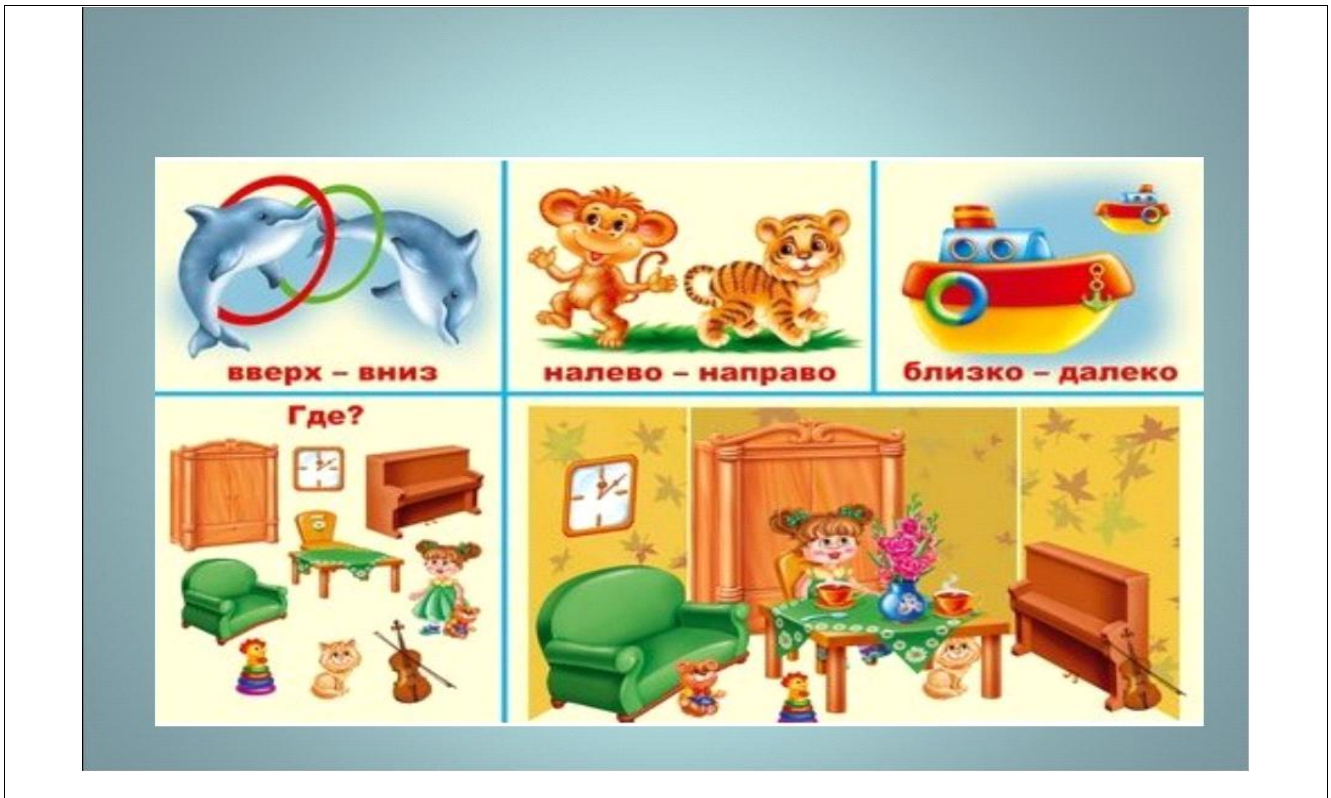 вверх – вниз
налево – направо
близко – далеко
Где?